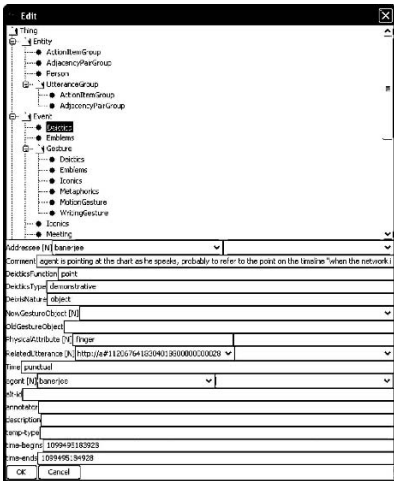 Edit
Thing
Entity
ActionItemGroup
AdjacencyPairGroup
Person
UtteranceGroup
ActionItemGroup
AdjacencyPairGroup
Event
Deictics
Emblems
Gesture
Deictics
Emblems
Iconics
Metaphorics
MotionGesture
WritingGesture
Iconics
Meeting
Addressee [N] banerjee
Comment agent is pointing at the chart as he speaks, probably to refer to the point on the timeline "when the network i
DeicticsFunction point
DeicticsType demonstrative
DeixisNature object
NowGestureObject [N]
OldGestureObject
PhysicalAttribute [N] finger
RelatedUtterance [N]
Time punctual
agent [N] banerjee
alt-id
annotator
description
temp-type
time-begins 1099495183928
time-ends 1099495184928
OK Cancel